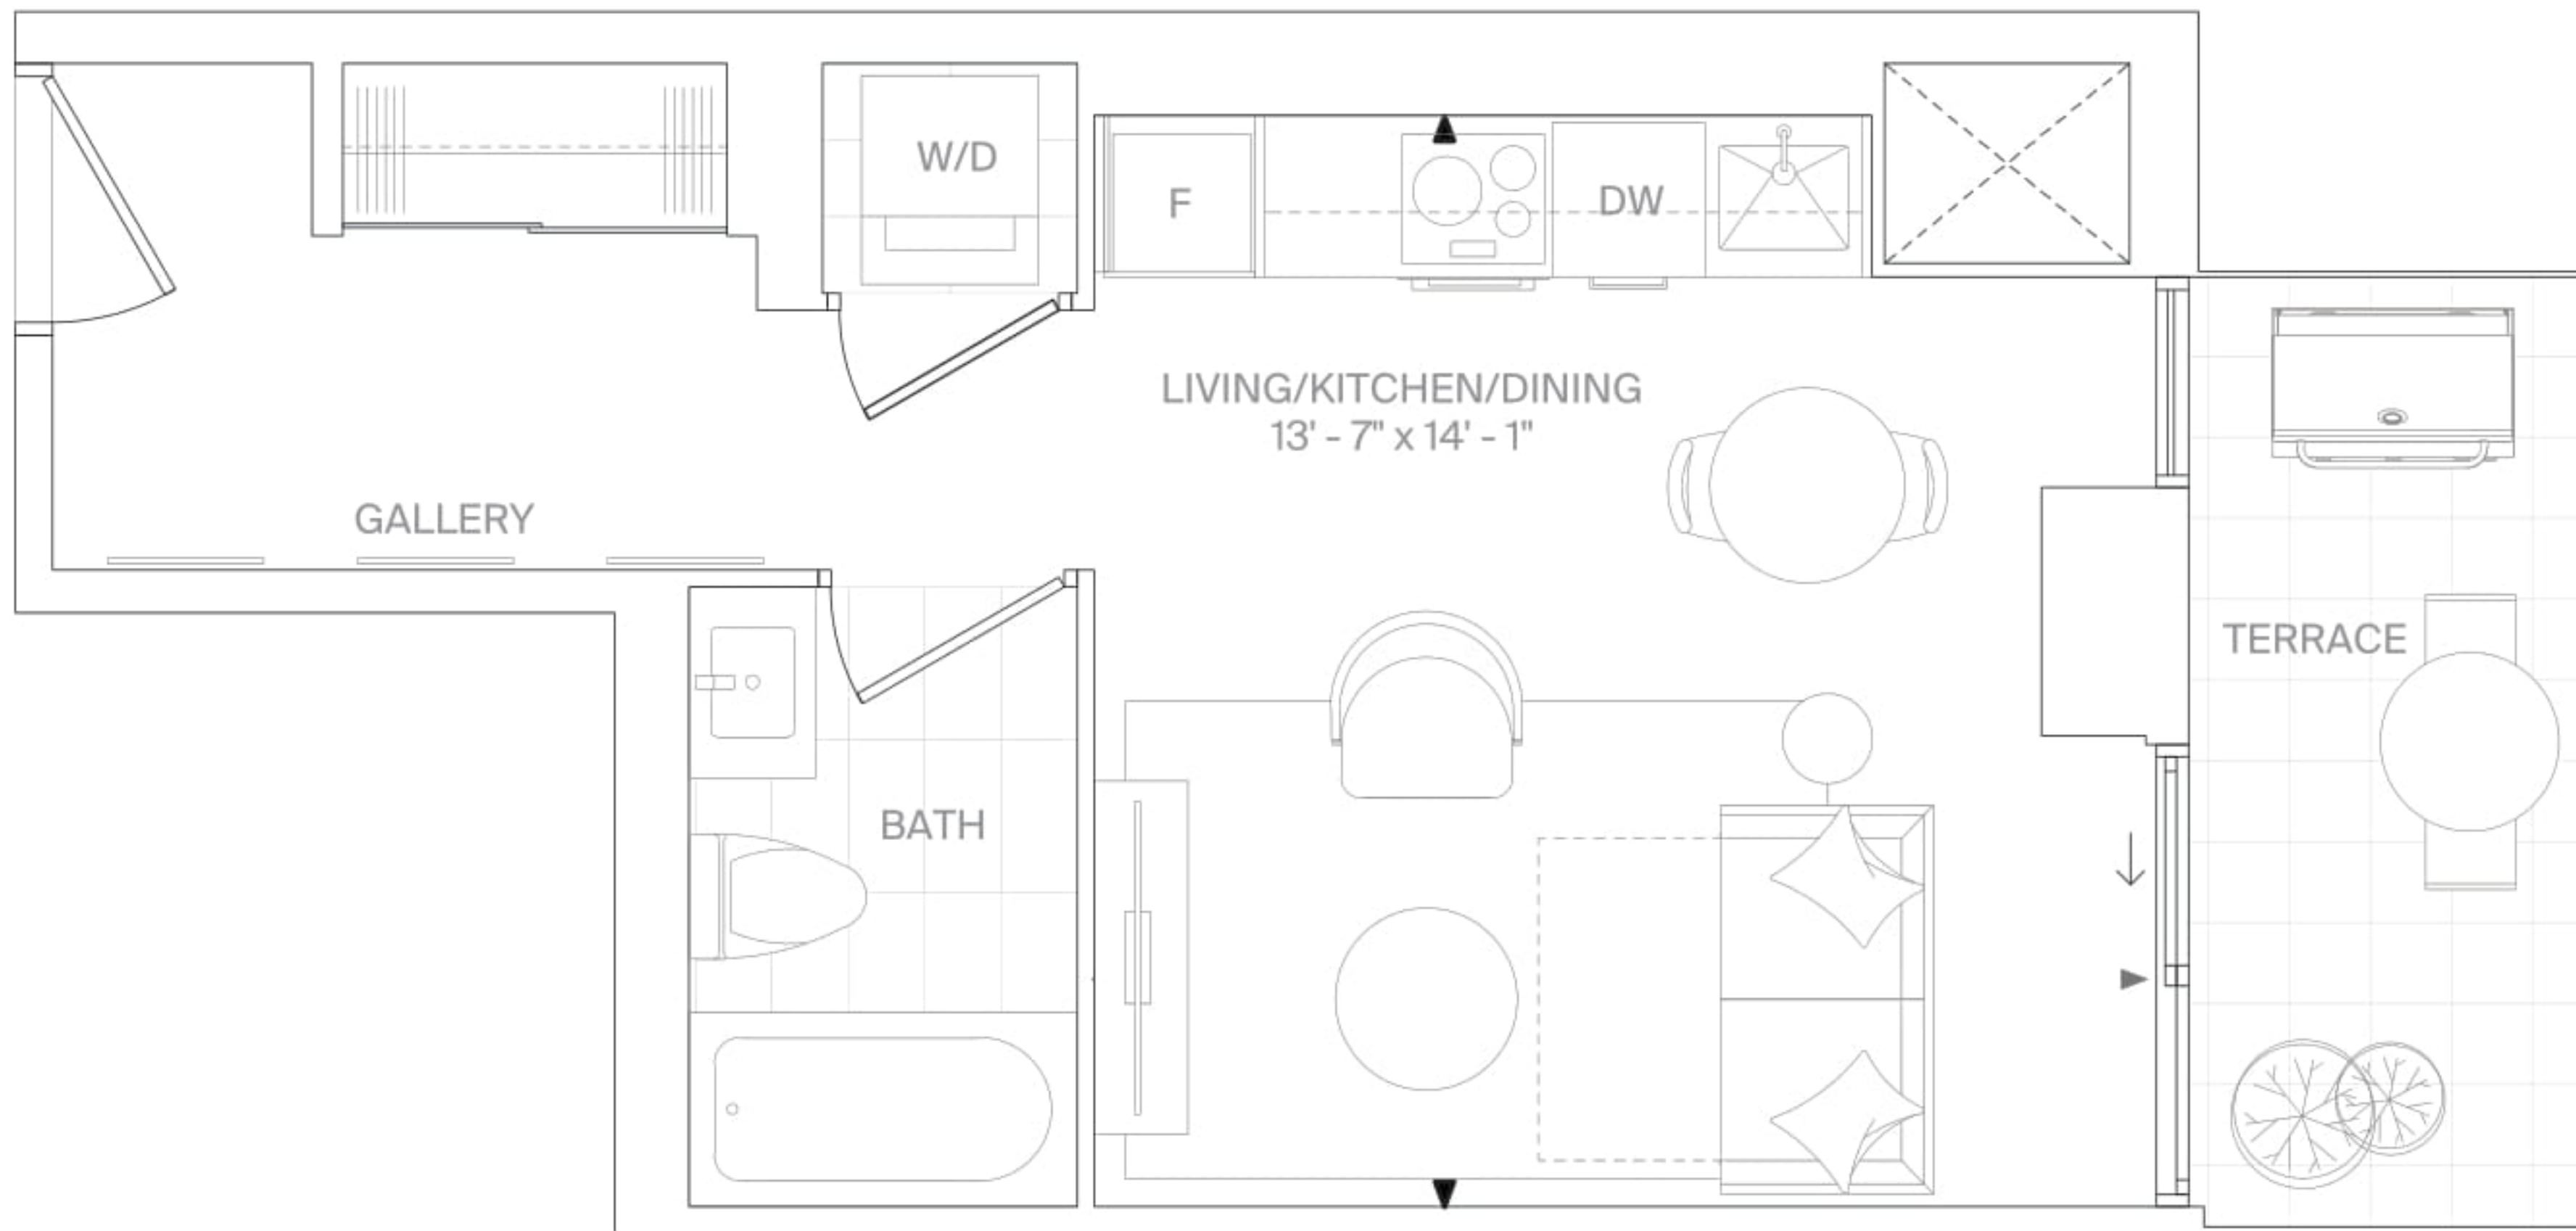 W/D
F
DW
LIVING/KITCHEN/DINING
13' - 7" x 14' - 1"
GALLERY
TERRACE
BATH